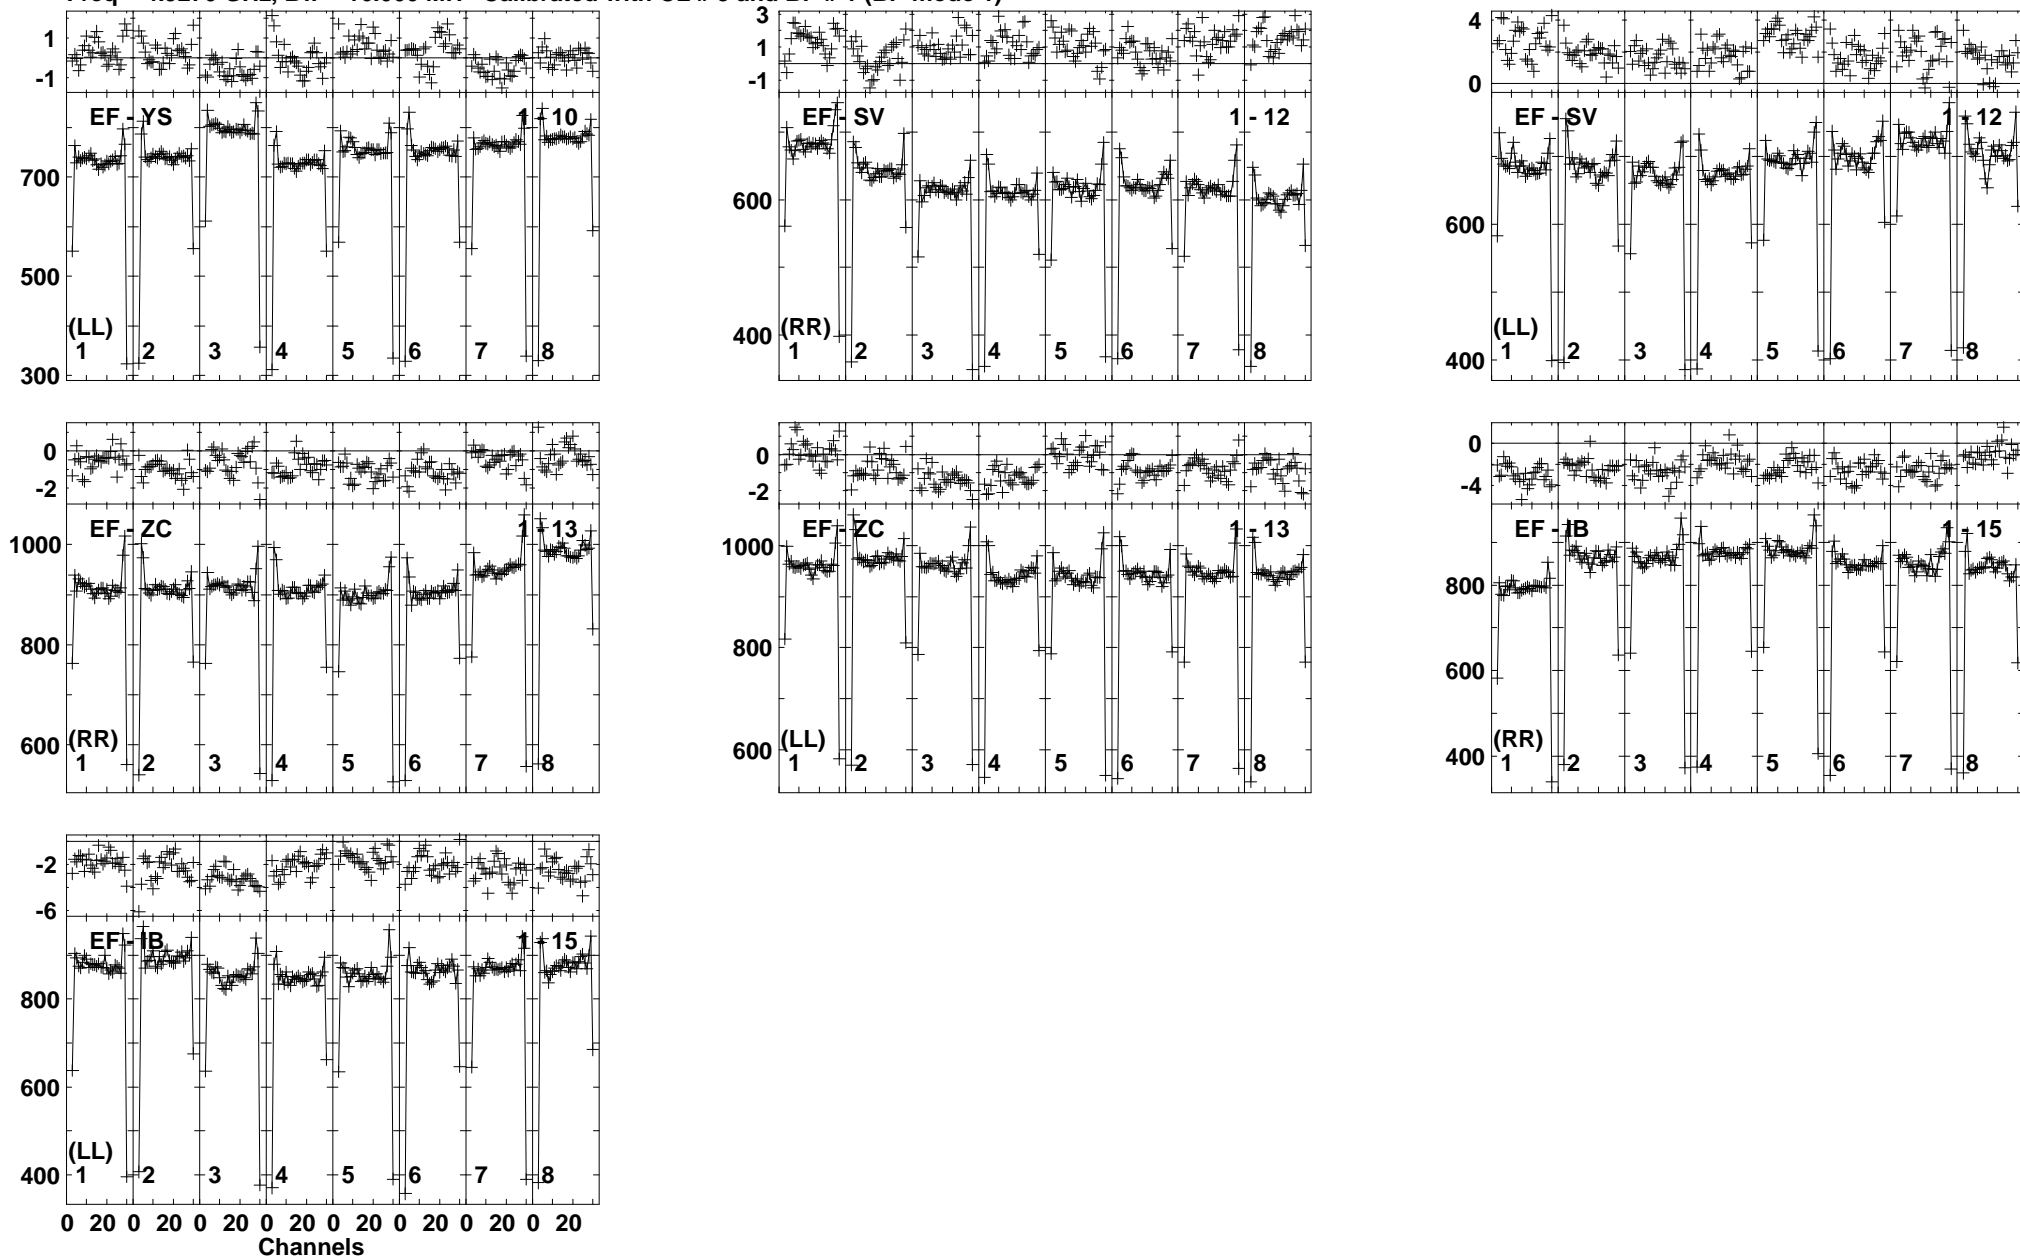 1
-1
EF - YS 1 - 10
700
500
300
(LL)
1 2 3 4 5 6 7 8
3
1
-1
EF - SV 1 - 12
600
400
(RR)
1 2 3 4 5 6 7 8
4
0
EF - SV 1 - 12
600
400
(LL)
1 2 3 4 5 6 7 8
0
-2
EF - ZC 1 - 13
1000
800
600
(RR)
1 2 3 4 5 6 7 8
0
-2
EF - ZC 1 - 13
1000
800
600
(LL)
1 2 3 4 5 6 7 8
0
-4
EF - IB 1 - 15
800
600
400
(RR)
1 2 3 4 5 6 7 8
-2
-6
EF - IB 1 - 15
800
600
400
(LL)
1 2 3 4 5 6 7 8
0 20 0 20 0 20 0 20 0 20 0 20 0 20 0 20
Channels